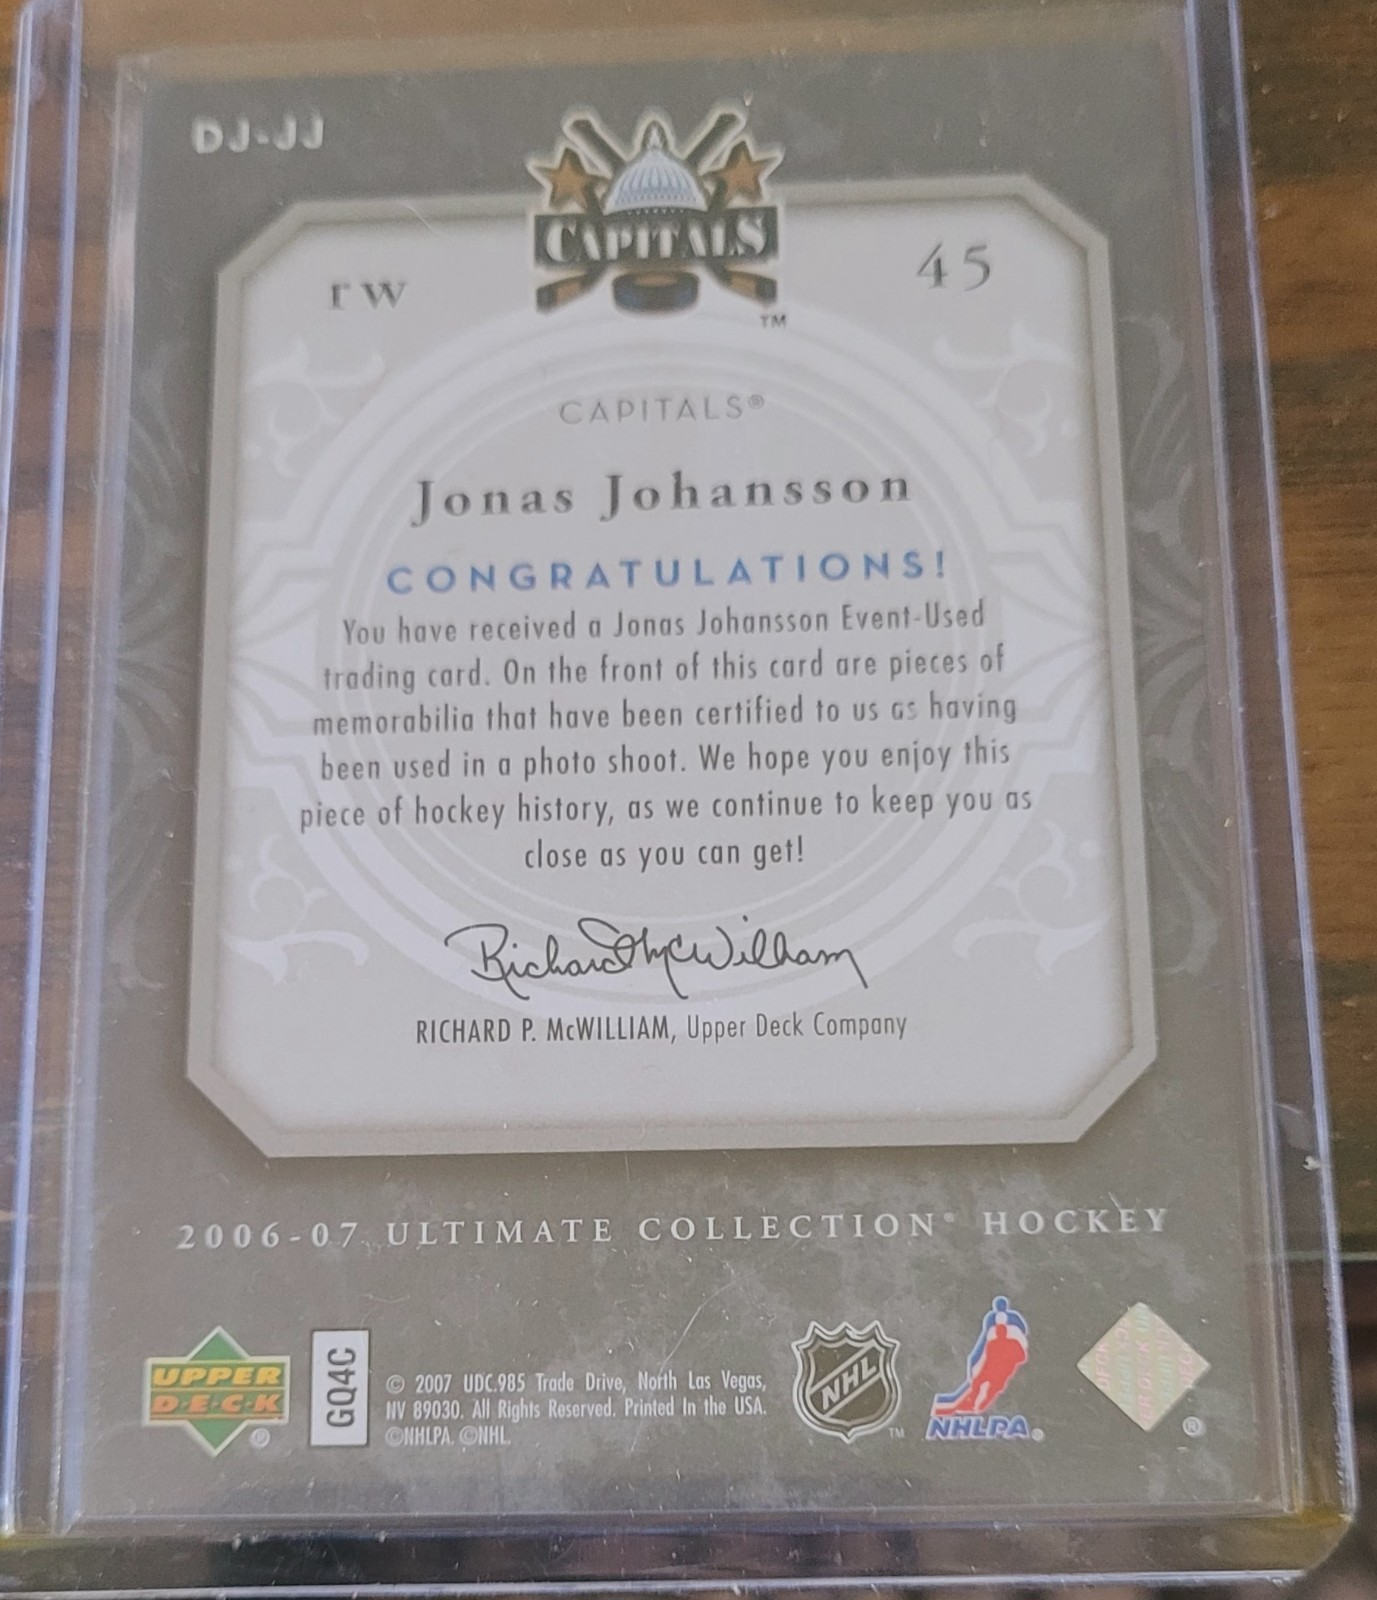 DJ-JJ
CAPITALS
TM
rw
45
CAPITALS®
Jonas Johansson
CONGRATULATIONS!
You have received a Jonas Johansson Event-Used
trading card. On the front of this card are pieces of
memorabilia that have been certified to us as having
been used in a photo shoot. We hope you enjoy this
piece of hockey history, as we continue to keep you as
close as you can get!
Richard McWilliam
RICHARD P. McWILLIAM, Upper Deck Company
2006-07 ULTIMATE COLLECTION® HOCKEY
UPPER
D·E·C·K
®
GQ4C
© 2007 UDC.985 Trade Drive, North Las Vegas,
NV 89030. All Rights Reserved. Printed In the USA.
©NHLPA. ©NHL.
NHL
TM
NHLPA®
®